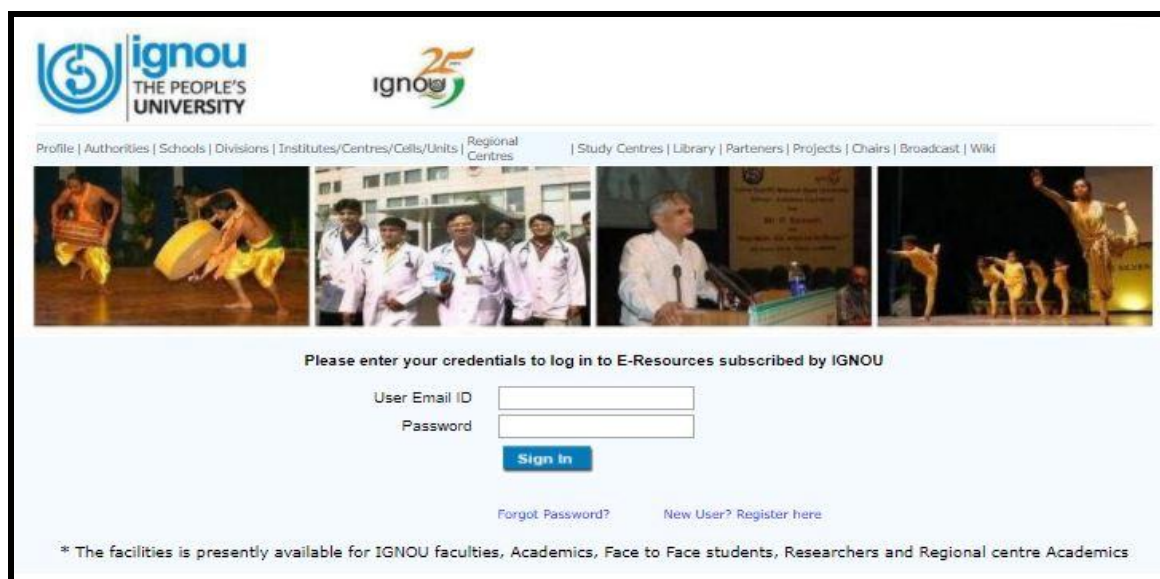 ignou
THE PEOPLE'S
UNIVERSITY
25
ignou
Profile | Authorities | Schools | Divisions | Institutes/Centres/Cells/Units | Regional Centres | Study Centres | Library | Parteners | Projects | Chairs | Broadcast | Wiki
Please enter your credentials to log in to E-Resources subscribed by IGNOU
User Email ID
Password
Sign In
Forgot Password? New User? Register here
* The facilities is presently available for IGNOU faculties, Academics, Face to Face students, Researchers and Regional centre Academics